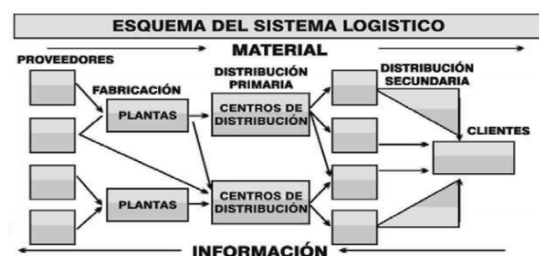 ESQUEMA DEL SISTEMA LOGISTICO
MATERIAL
PROVEEDORES
FABRICACIÓN
DISTRIBUCIÓN
PRIMARIA
DISTRIBUCIÓN
SECUNDARIA
PLANTAS
CENTROS DE
DISTRIBUCIÓN
CLIENTES
PLANTAS
CENTROS DE
DISTRIBUCIÓN
INFORMACIÓN